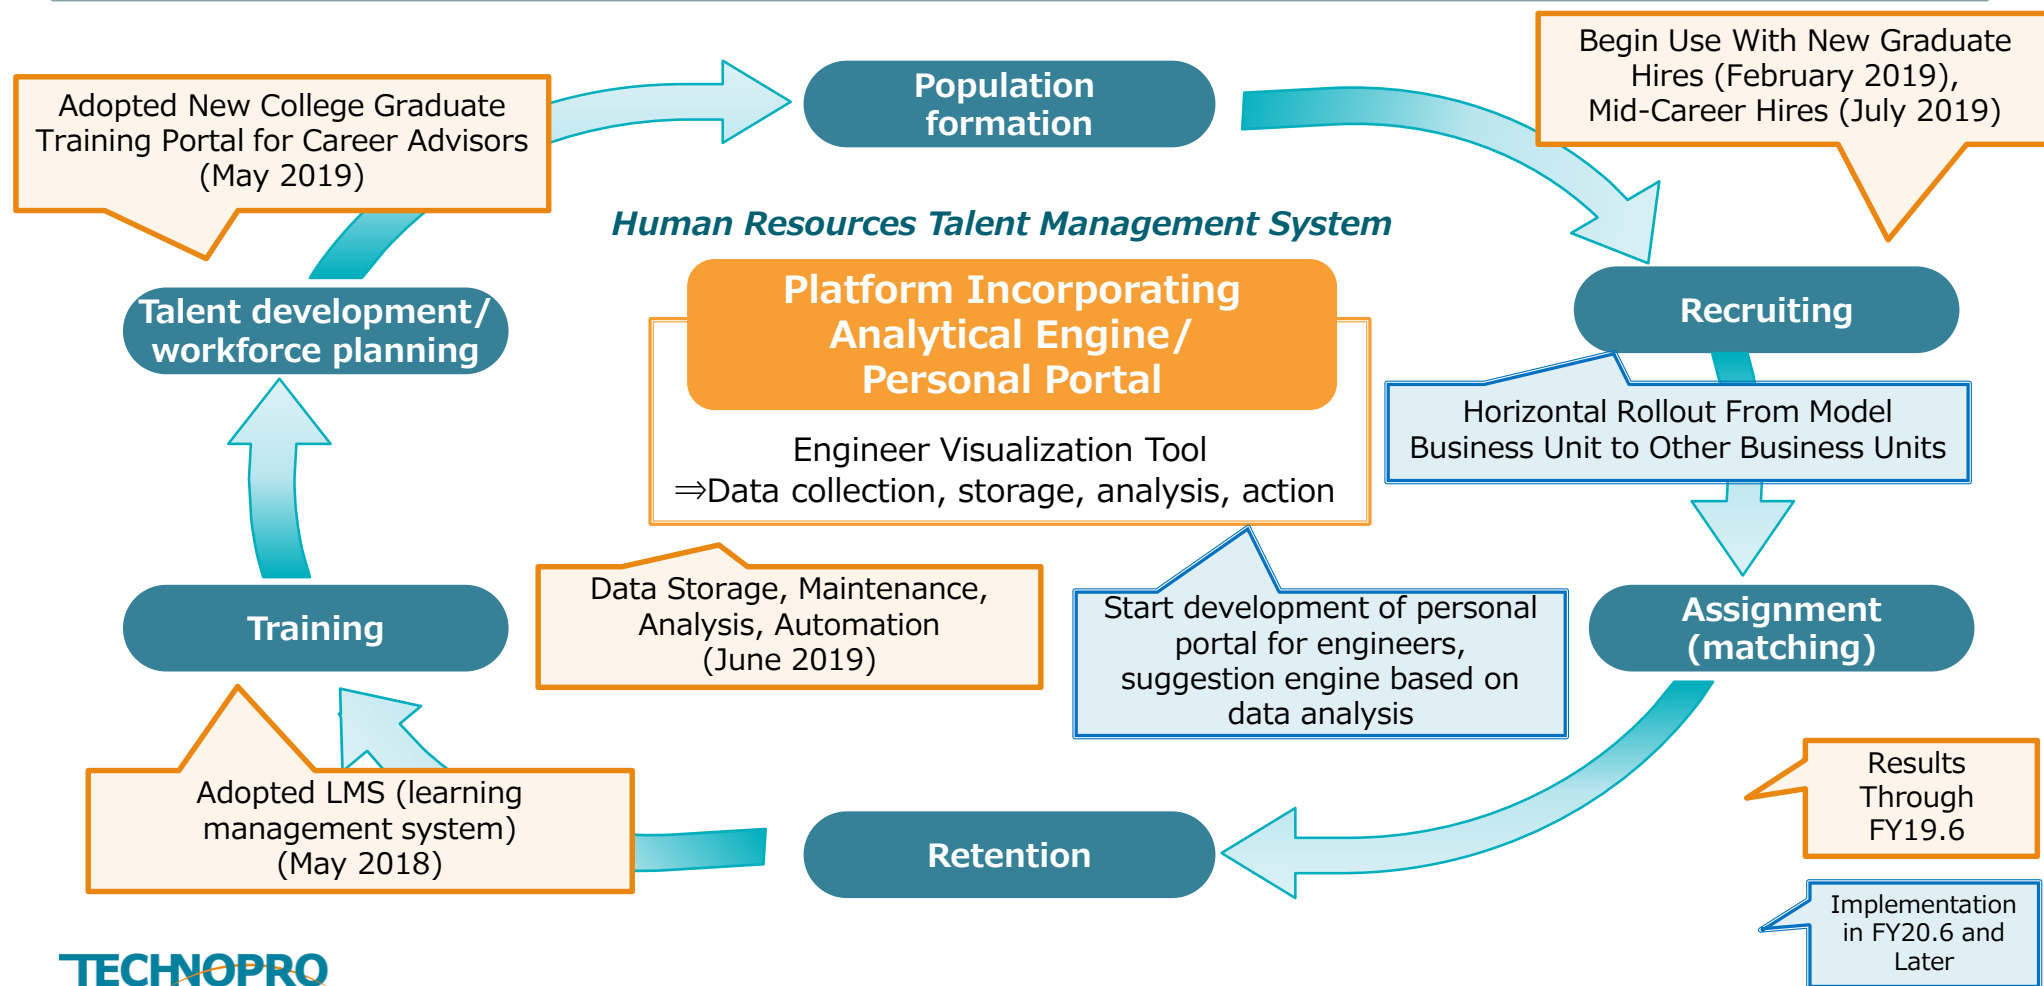 Begin Use With New Graduate
Hires (February 2019),
Mid-Career Hires (July 2019)
Adopted New College Graduate
Training Portal for Career Advisors
(May 2019)
Population
formation
Human Resources Talent Management System
Platform Incorporating
Analytical Engine/
Personal Portal
Engineer Visualization Tool
⇒Data collection, storage, analysis, action
Talent development/
workforce planning
Recruiting
Horizontal Rollout From Model
Business Unit to Other Business Units
Data Storage, Maintenance,
Analysis, Automation
(June 2019)
Start development of personal
portal for engineers,
suggestion engine based on
data analysis
Training
Assignment
(matching)
Adopted LMS (learning
management system)
(May 2018)
Retention
Results
Through
FY19.6
Implementation
in FY20.6 and
Later
TECHNOPRO